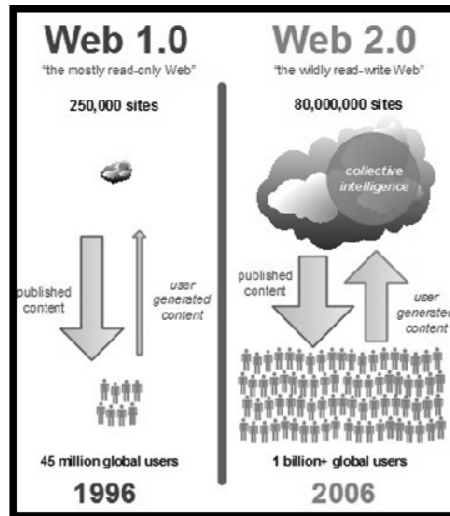 Web 1.0
"the mostly read-only Web"
250,000 sites
published
content
user
generated
content
45 million global users
1996
Web 2.0
"the wildly read-write Web"
80,000,000 sites
collective
intelligence
published
content
user
generated
content
1 billion+ global users
2006